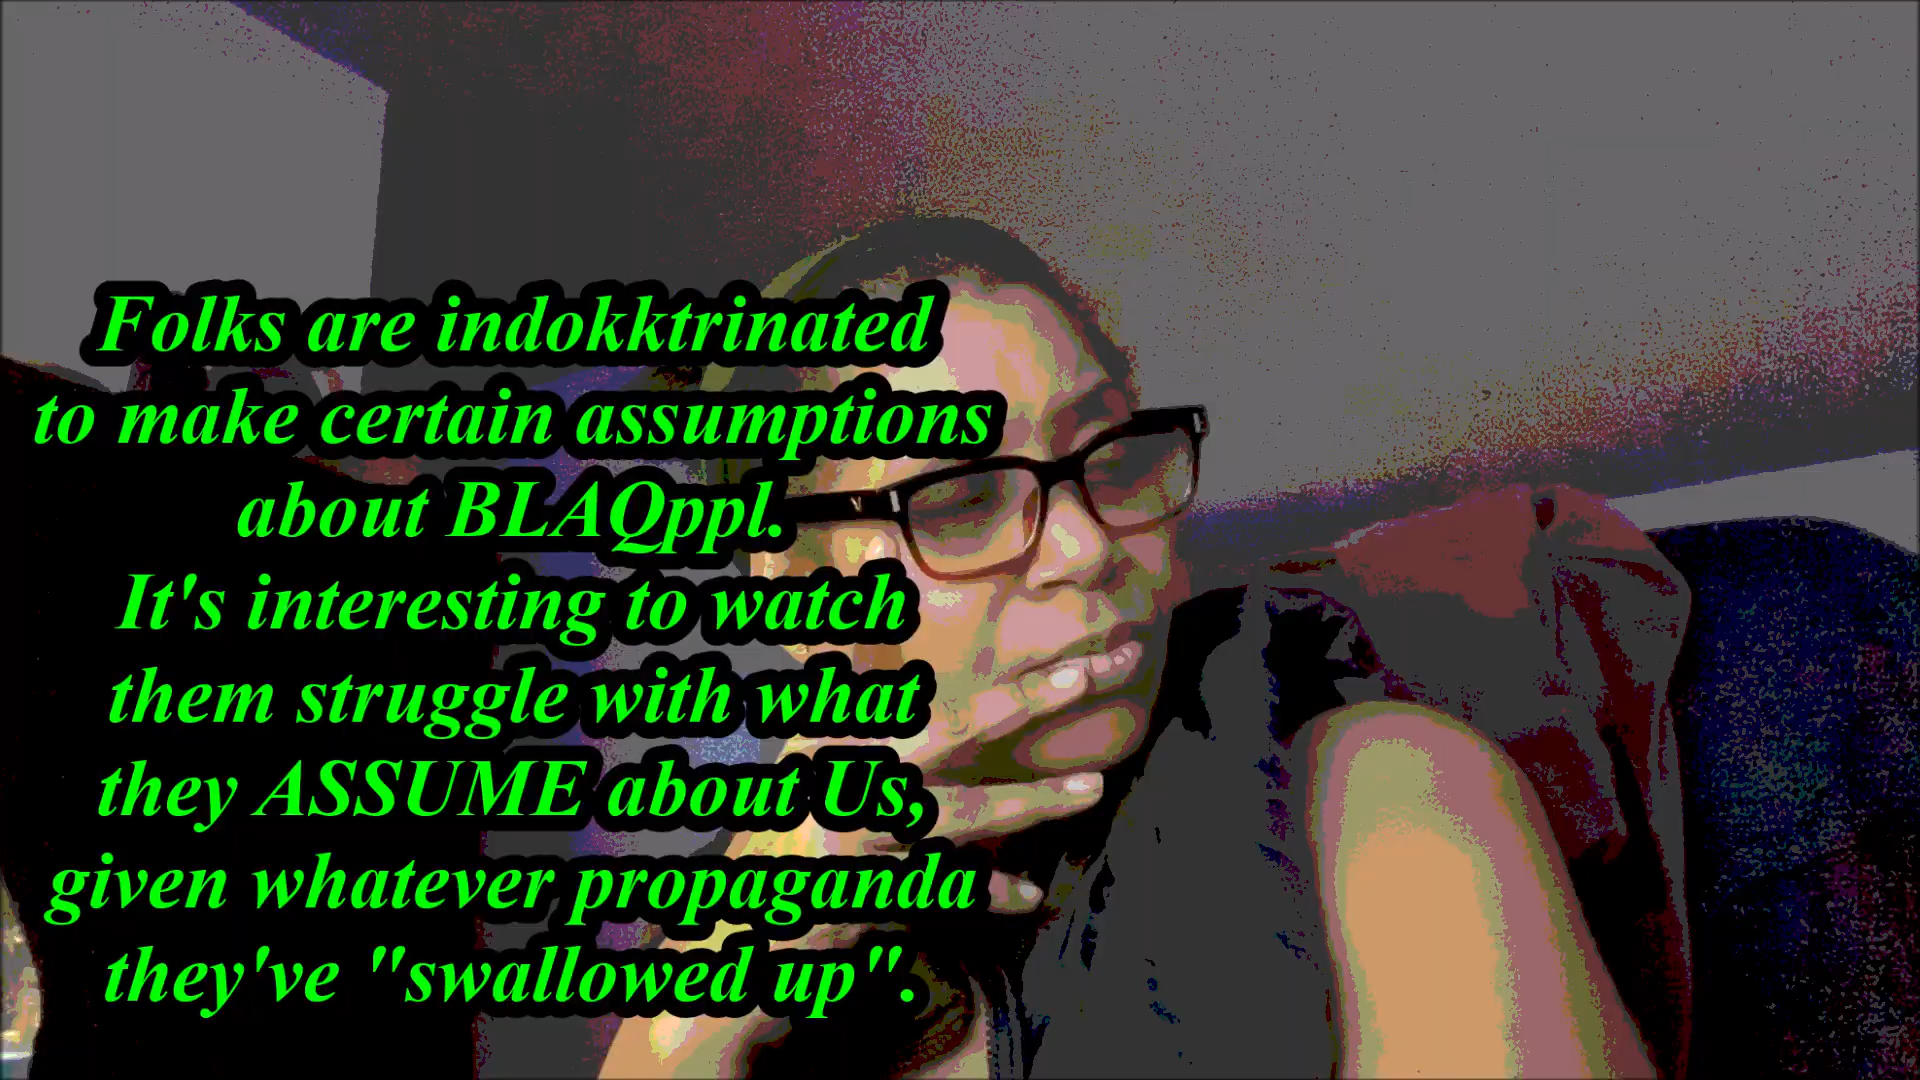 Folks are indokktrinated
to make certain assumptions
about BLAQppl.
It's interesting to watch
them struggle with what
they ASSUME about Us,
given whatever propaganda
they've "swallowed up".